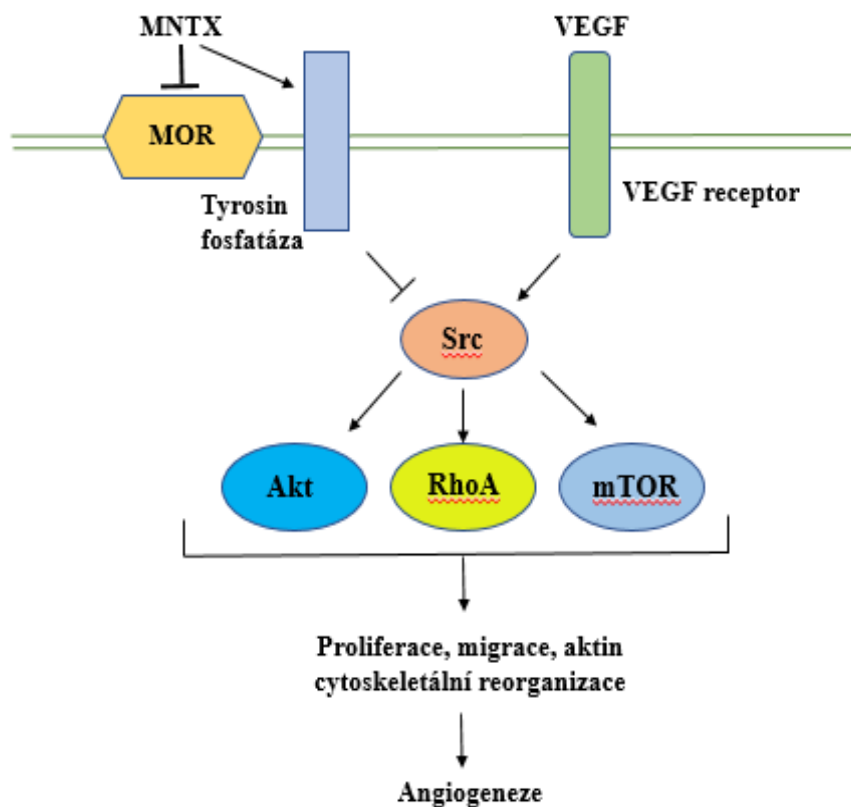 MNTX
VEGF
MOR
Tyrosin
fosfatáza
VEGF receptor
Src
Akt
RhoA
mTOR
Proliferace, migrace, aktin
cytoskeletální reorganizace
Angiogeneze